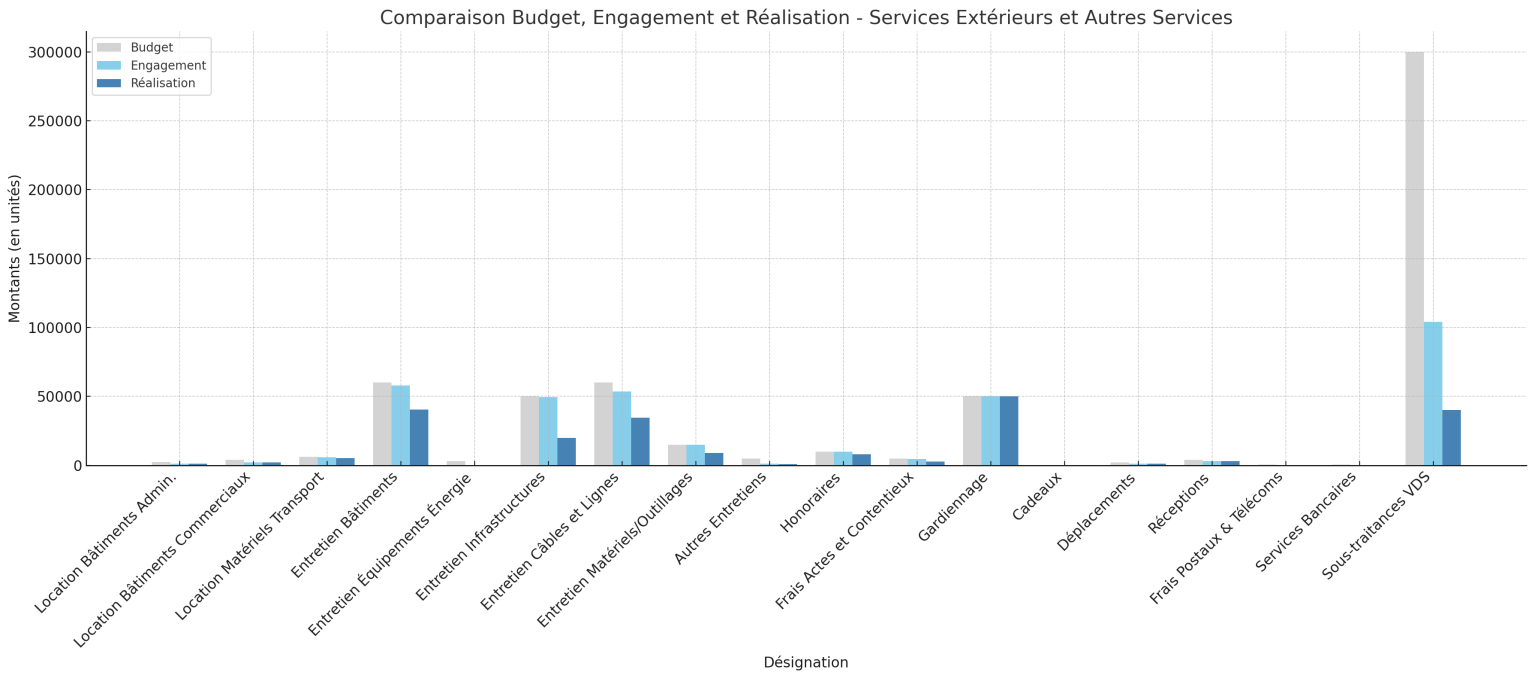 Comparaison Budget, Engagement et Réalisation - Services Extérieurs et Autres Services
Budget
Engagement
Réalisation
Montants (en unités)
300000
250000
200000
150000
100000
50000
0
Location Bâtiments Admin.
Location Bâtiments Commerciaux
Location Matériels Transport
Entretien Bâtiments
Entretien Équipements Énergie
Entretien Infrastructures
Entretien Câbles et Lignes
Entretien Matériels/Outillages
Autres Entretiens
Honoraires
Frais Actes et Contentieux
Gardiennage
Cadeaux
Déplacements
Réceptions
Frais Postaux & Télécoms
Services Bancaires
Sous-traitances VDS
Désignation